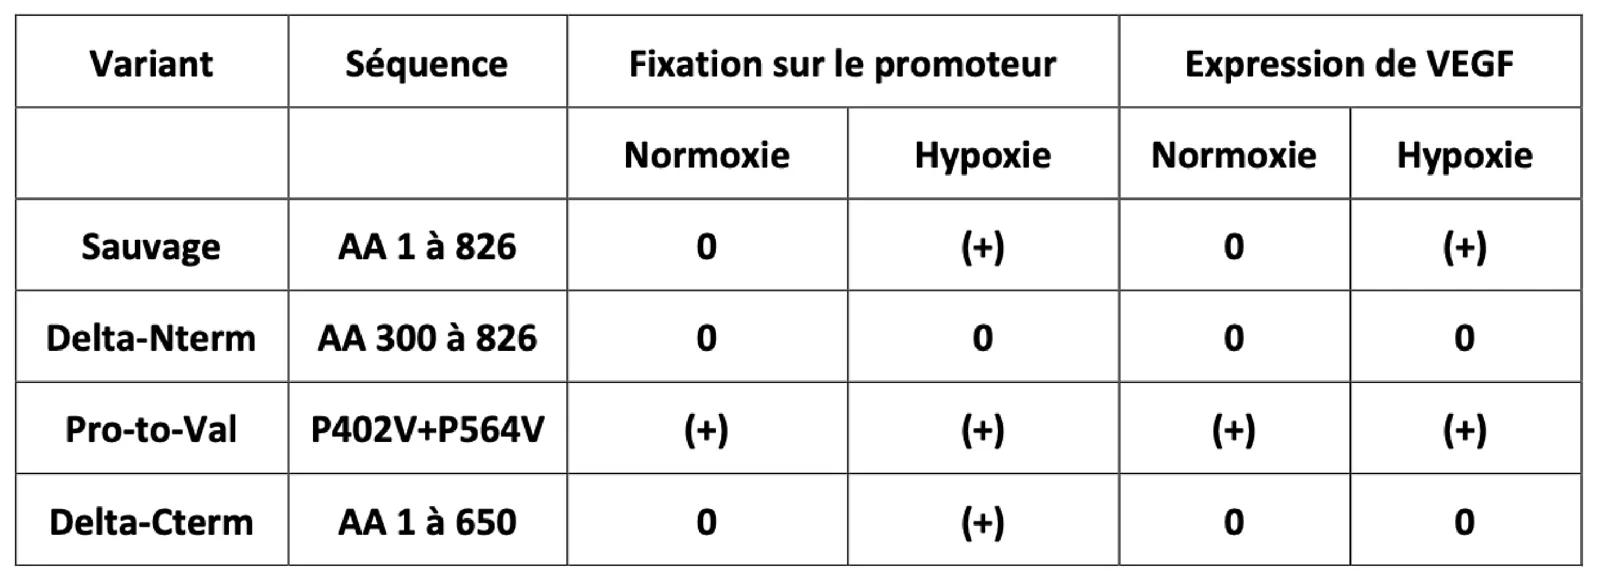 Variant Séquence Fixation sur le promoteur Expression de VEGF
Normoxie Hypoxie Normoxie Hypoxie
Sauvage AA 1 à 826 0 (+) 0 (+)
Delta-Nterm AA 300 à 826 0 0 0 0
Pro-to-Val P402V+P564V (+) (+) (+) (+)
Delta-Cterm AA 1 à 650 0 (+) 0 0